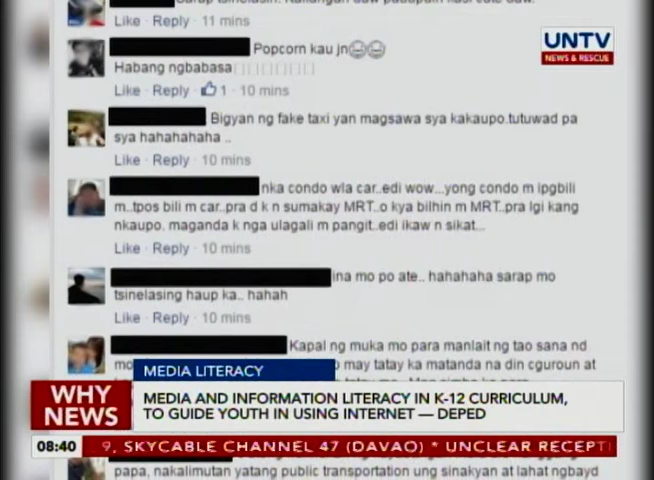 Like · Reply · 11 mins
Popcorn kau jn
Habang ngbabasa
Like · Reply · 1 · 10 mins
Bigyan ng fake taxi yan magsawa sya kakaupo.tutuwad pa
sya hahahahaha ..
Like · Reply · 10 mins
nka condo wla car..edi wow...yong condo m ipgbili
m..tpos bili m car..pra d k n sumakay MRT..o kya bilhin m MRT..pra lgi kang
nkaupo. maganda k nga ulagali m pangit..edi ikaw n sikat...
Like · Reply · 10 mins
ina mo po ate.. hahahaha sarap mo
tsinelasing haup ka.. hahah
Like · Reply · 10 mins
Kapal ng muka mo para manlait ng tao sana nd
mo may tatay ka matanda na din cguroun at
papa, nakalimutan yatang public transportation ung sinakyan at lahat ngbayd
UNTV
NEWS & RESCUE
MEDIA LITERACY
WHY NEWS
MEDIA AND INFORMATION LITERACY IN K-12 CURRICULUM,
TO GUIDE YOUTH IN USING INTERNET — DEPED
08:40
9, SKYCABLE CHANNEL 47 (DAVAO) * UNCLEAR RECEPTI